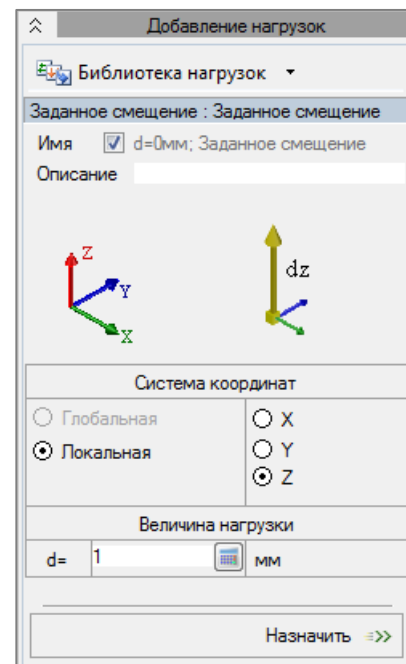 Добавление нагрузок
Библиотека нагрузок
Заданное смещение : Заданное смещение
Имя d=0мм; Заданное смещение
Описание
Z
Y
X
dz
Система координат
Глобальная
Локальная
X
Y
Z
Величина нагрузки
d= 1 мм
Назначить